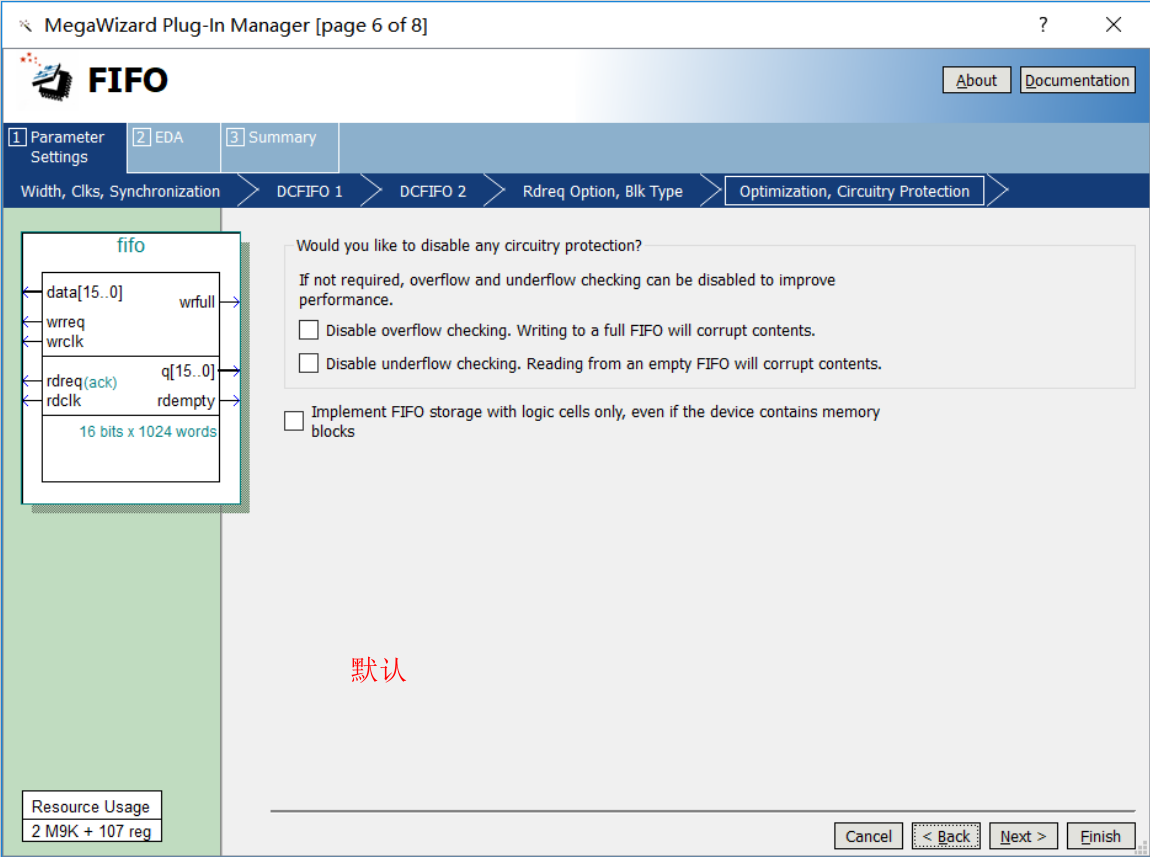 MegaWizard Plug-In Manager [page 6 of 8]
?
FIFO
About
Documentation
1 Parameter Settings
2 EDA
3 Summary
Width, Clks, Synchronization
DCFIFO 1
DCFIFO 2
Rdreq Option, Blk Type
Optimization, Circuitry Protection
fifo
data[15..0]
wrfull
wrreq
wrclk
q[15..0]
rdreq(ack)
rdclk
rdempty
16 bits x 1024 words
Would you like to disable any circuitry protection?
If not required, overflow and underflow checking can be disabled to improve
performance.
Disable overflow checking. Writing to a full FIFO will corrupt contents.
Disable underflow checking. Reading from an empty FIFO will corrupt contents.
Implement FIFO storage with logic cells only, even if the device contains memory
blocks
默认
Resource Usage
2 M9K + 107 reg
Cancel
< Back
Next >
Finish